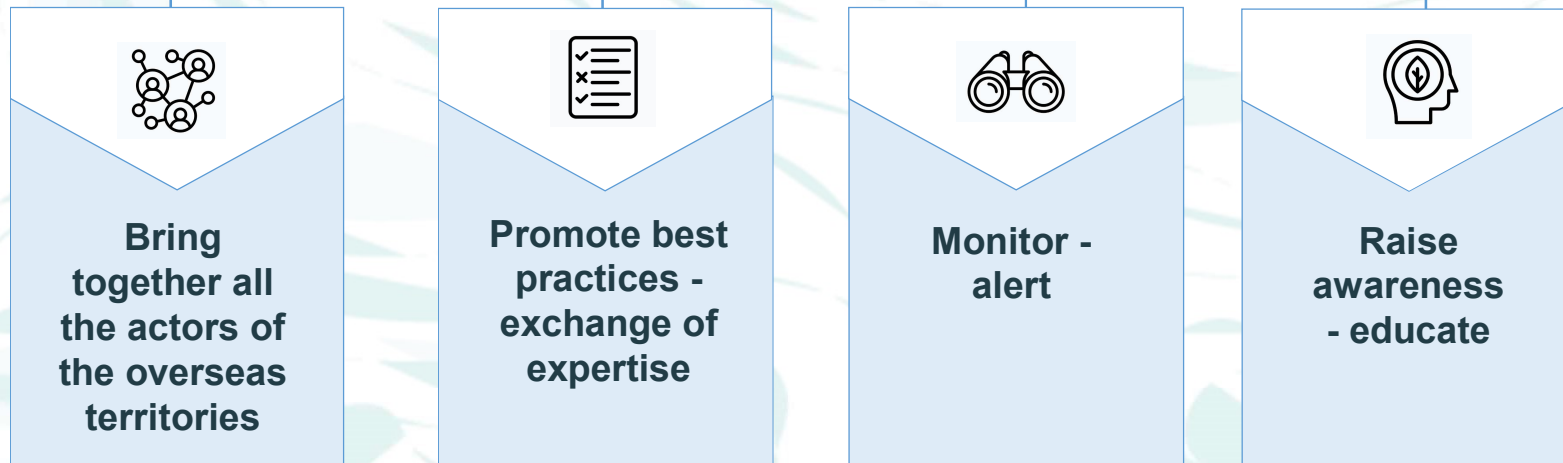 Bring
together all
the actors of
the overseas
territories
Promote best
practices -
exchange of
expertise
Monitor -
alert
Raise
awareness
- educate